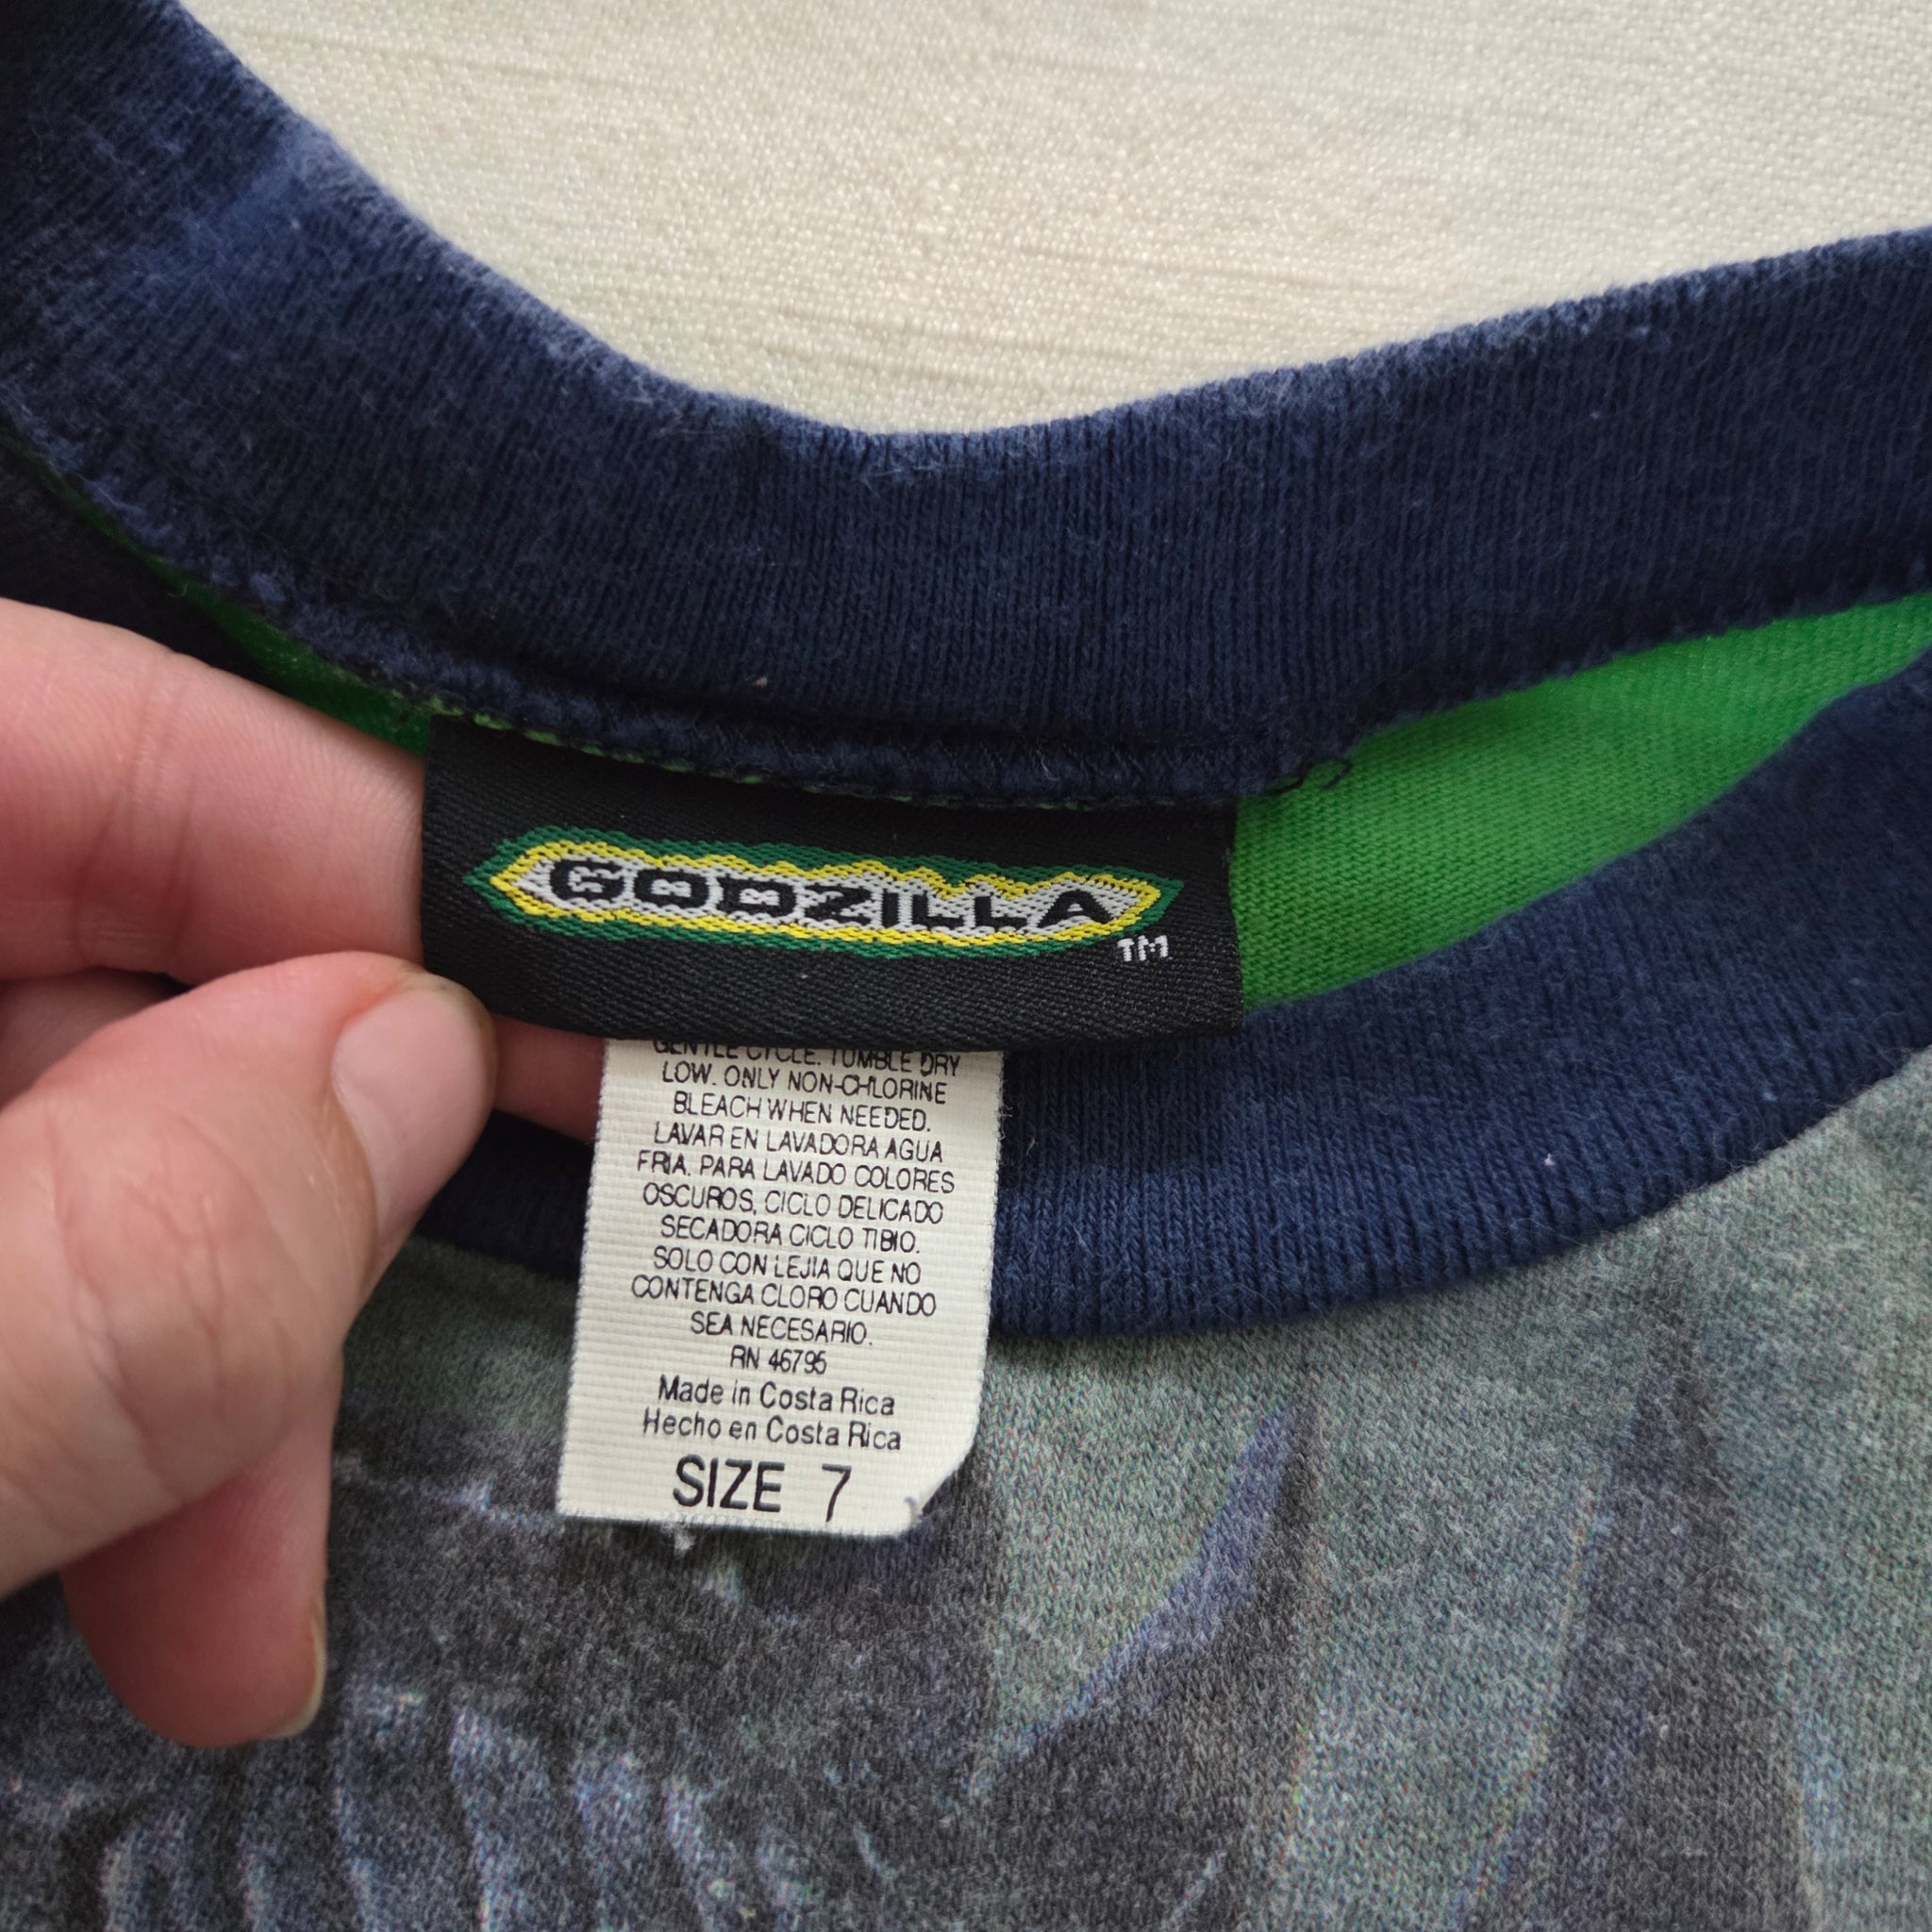 GODZILLA
TM
GENTLE CYCLE. TUMBLE DRY
LOW. ONLY NON-CHLORINE
BLEACH WHEN NEEDED.
LAVAR EN LAVADORA AGUA
FRIA. PARA LAVADO COLORES
OSCUROS, CICLO DELICADO
SECADORA CICLO TIBIO.
SOLO CON LEJIA QUE NO
CONTENGA CLORO CUANDO
SEA NECESARIO.
RN 46795
Made in Costa Rica
Hecho en Costa Rica
SIZE 7